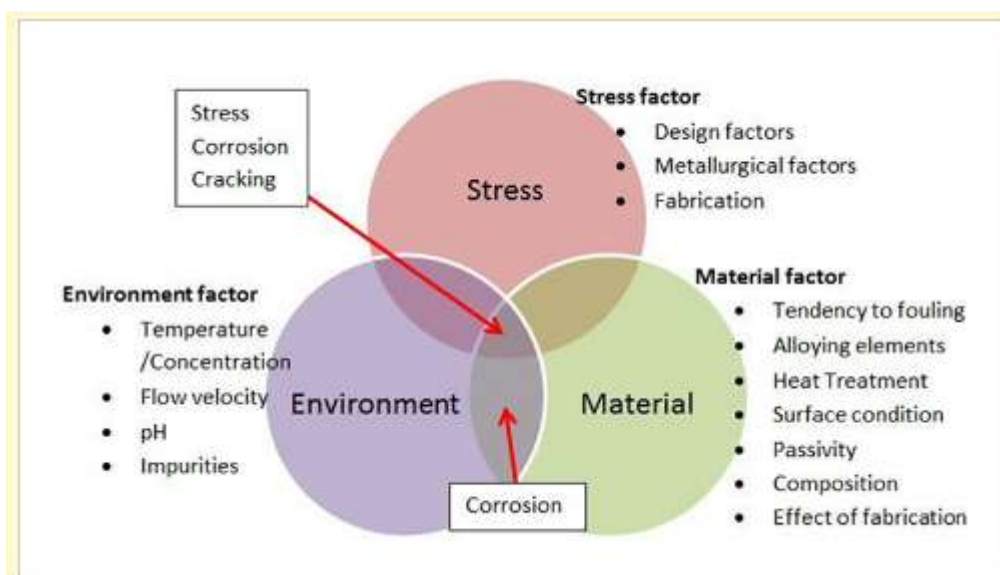 Stress
Corrosion
Cracking
Stress factor
• Design factors
• Metallurgical factors
• Fabrication
Stress
Environment factor
• Temperature
/Concentration
• Flow velocity
• pH
• Impurities
Environment
Material
Material factor
• Tendency to fouling
• Alloying elements
• Heat Treatment
• Surface condition
• Passivity
• Composition
• Effect of fabrication
Corrosion